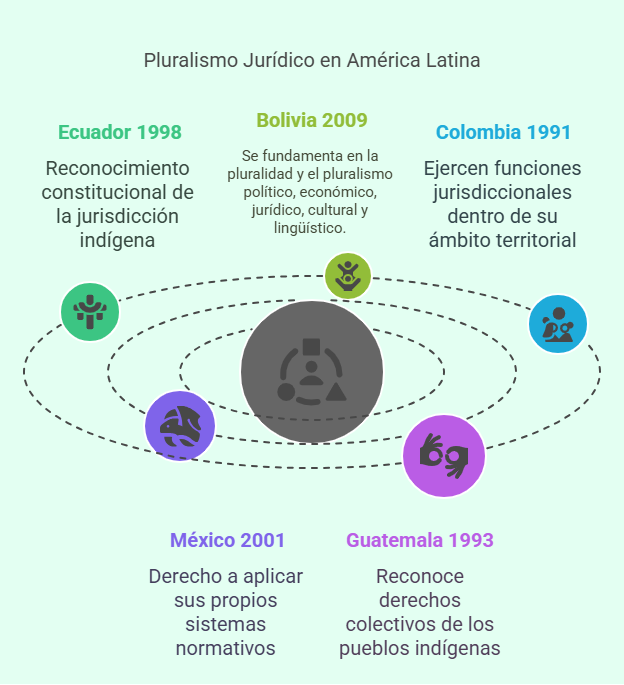 Pluralismo Jurídico en América Latina
Ecuador 1998
Reconocimiento
constitucional de
la jurisdicción
indígena
Bolivia 2009
Se fundamenta en la
pluralidad y el pluralismo
político, económico,
jurídico, cultural y
lingüístico.
Colombia 1991
Ejercen funciones
jurisdiccionales
dentro de su
ámbito territorial
México 2001
Derecho a aplicar
sus propios
sistemas
normativos
Guatemala 1993
Reconoce
derechos
colectivos de los
pueblos indígenas